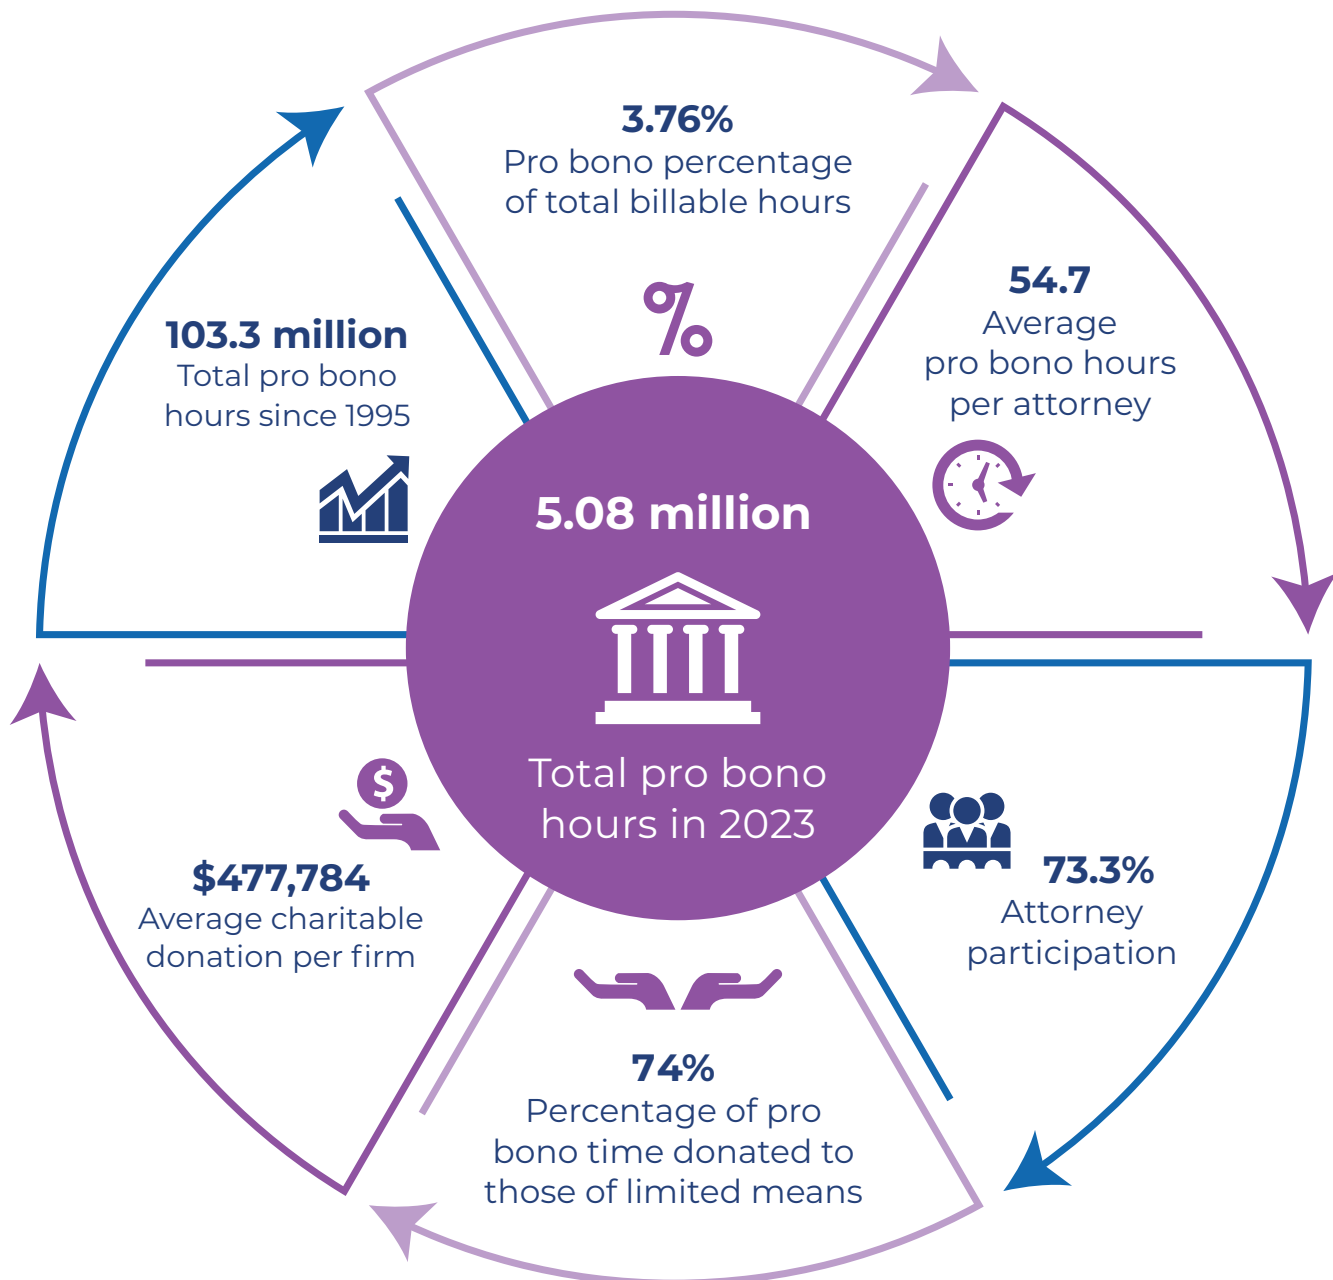 3.76%
Pro bono percentage
of total billable hours
54.7
Average
pro bono hours
per attorney
103.3 million
Total pro bono
hours since 1995
5.08 million
Total pro bono
hours in 2023
$
$477,784
Average charitable
donation per firm
73.3%
Attorney
participation
74%
Percentage of pro
bono time donated to
those of limited means